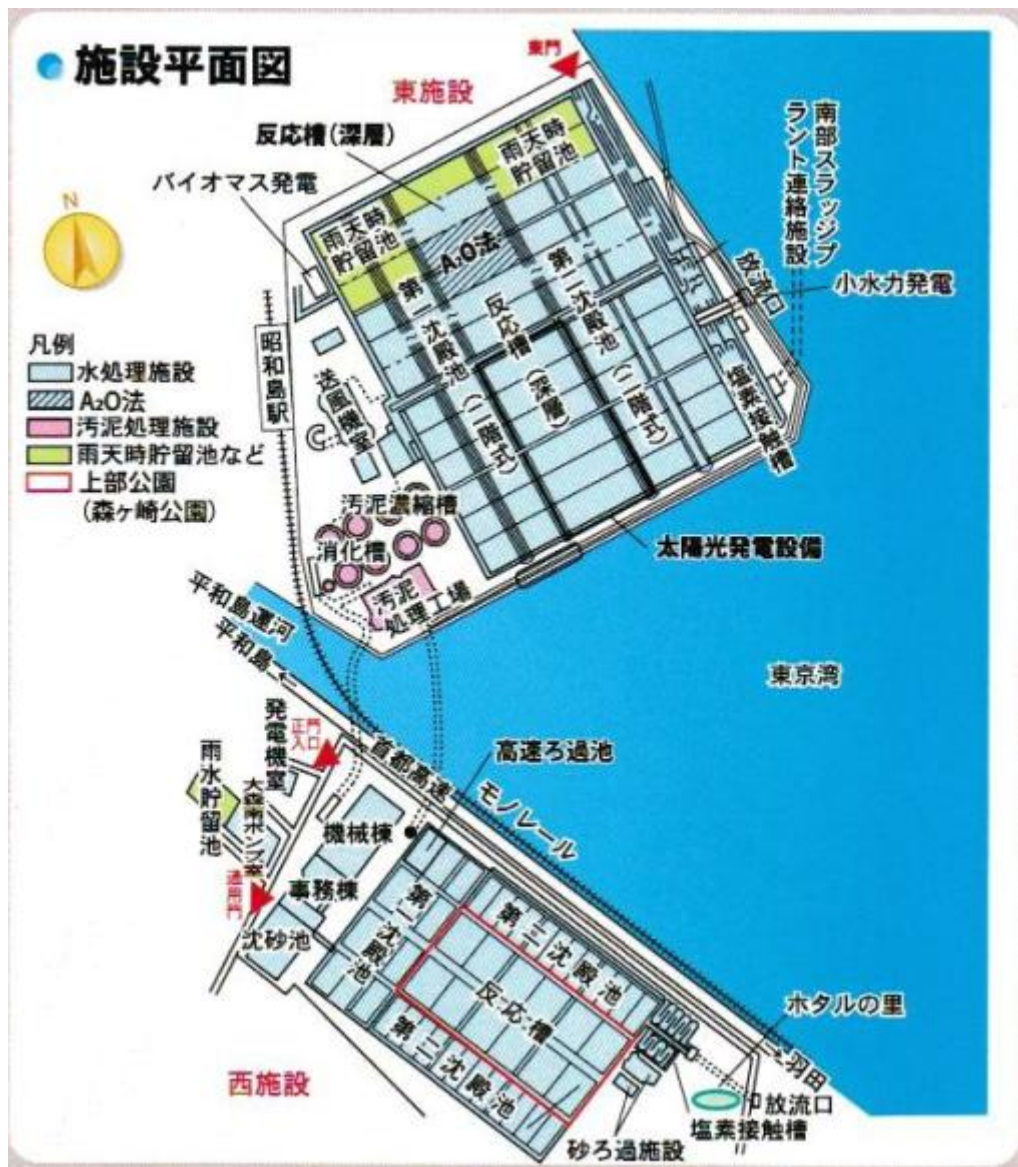 施設平面図
東門
東施設
反応槽(深層)
バイオマス発電
雨天時
貯留池
雨天時
貯留池
A₂O法
南部スラッジプ
ラント連絡施設
放流口
小水力発電
N
昭和島駅
凡例
水処理施設
A₂O法
汚泥処理施設
雨天時貯留池など
上部公園
(森ヶ崎公園)
送風機室
第一沈殿池(二階式)
反応槽(深層)
第二沈殿池(二階式)
塩素接触槽
汚泥濃縮槽
消化槽
汚泥
処理工場
太陽光発電設備
平和島運河
平和島
東京湾
正門
入口
発電機室
雨水貯留池
大森南ポンプ室
首都高速
モノレール
高速ろ過池
機械棟
事務棟
通用門
沈砂池
第一沈殿池
第二沈殿池
反応槽
第二沈殿池
ホタルの里
羽田
西施設
放流口
塩素接触槽
砂ろ過施設